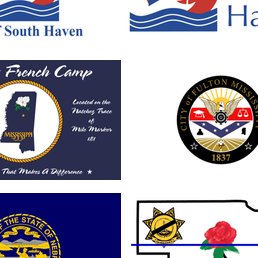 f South Haven
Ha
French Camp
Located on the
Natchez Trace
at Mile Marker
181
MISSISSIPPI
That Makes A Difference ★
CITY OF FULTON MISSISSIPPI
1837
OF THE STATE OF NEB